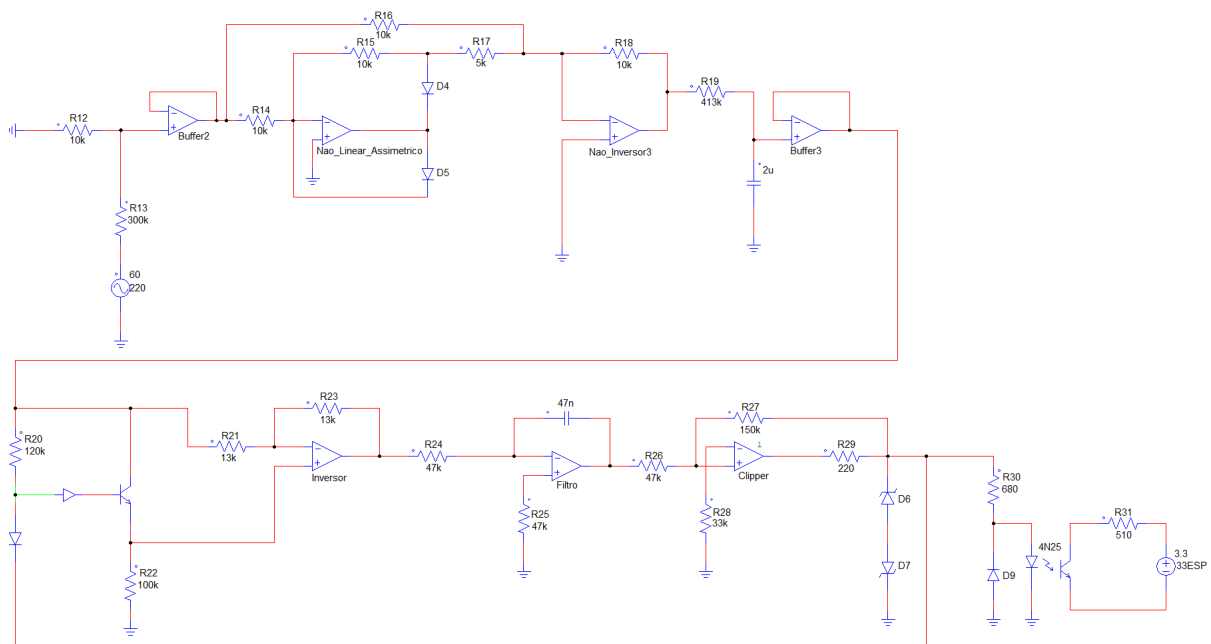 R16
10k
R15
10k
R17
5k
R18
10k
D4
R19
413k
R12
10k
Buffer2
R14
10k
Nao_Linear_Assimetrico
Nao_Inversor3
Buffer3
D5
2u
R13
300k
60
220
R23
13k
47n
R27
150k
R20
120k
R21
13k
R24
47k
R26
47k
1
R29
220
Inversor
Filtro
Clipper
R30
680
D6
R25
47k
R28
33k
R31
510
4N25
3.3
33ESP
R22
100k
D7
D9